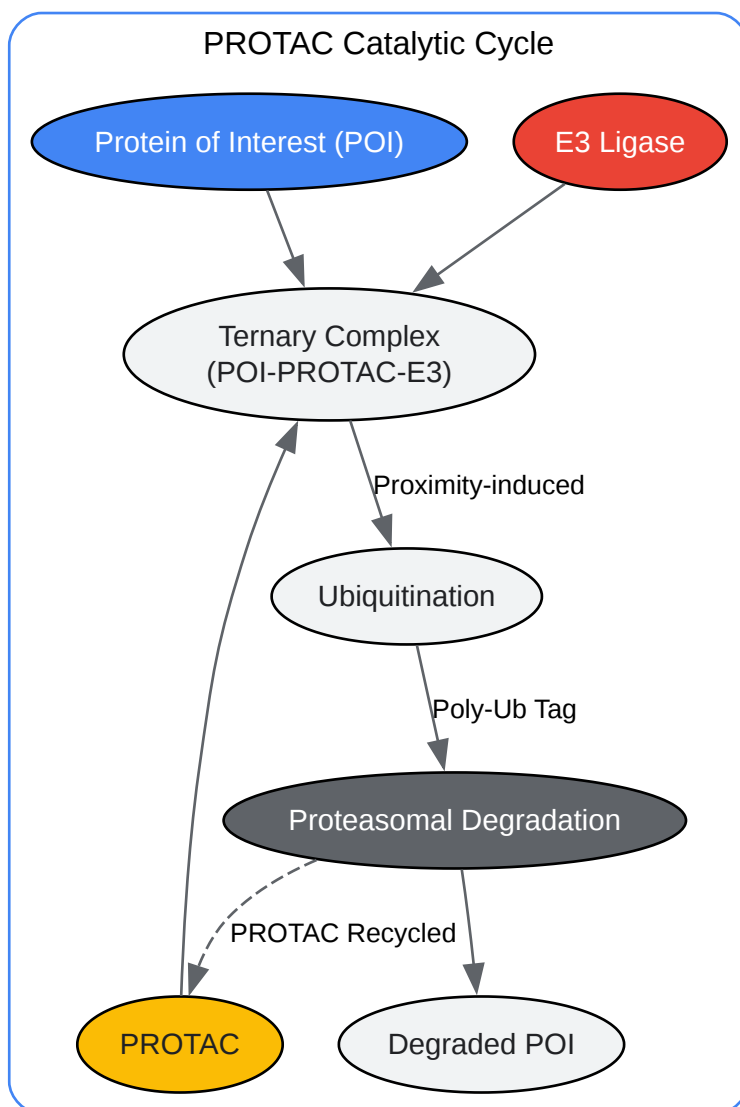 PROTAC Catalytic Cycle
Protein of Interest (POI)
E3 Ligase
Ternary Complex
(POI-PROTAC-E3)
Proximity-induced
Ubiquitination
Poly-Ub Tag
Proteasomal Degradation
PROTAC Recycled
PROTAC
Degraded POI